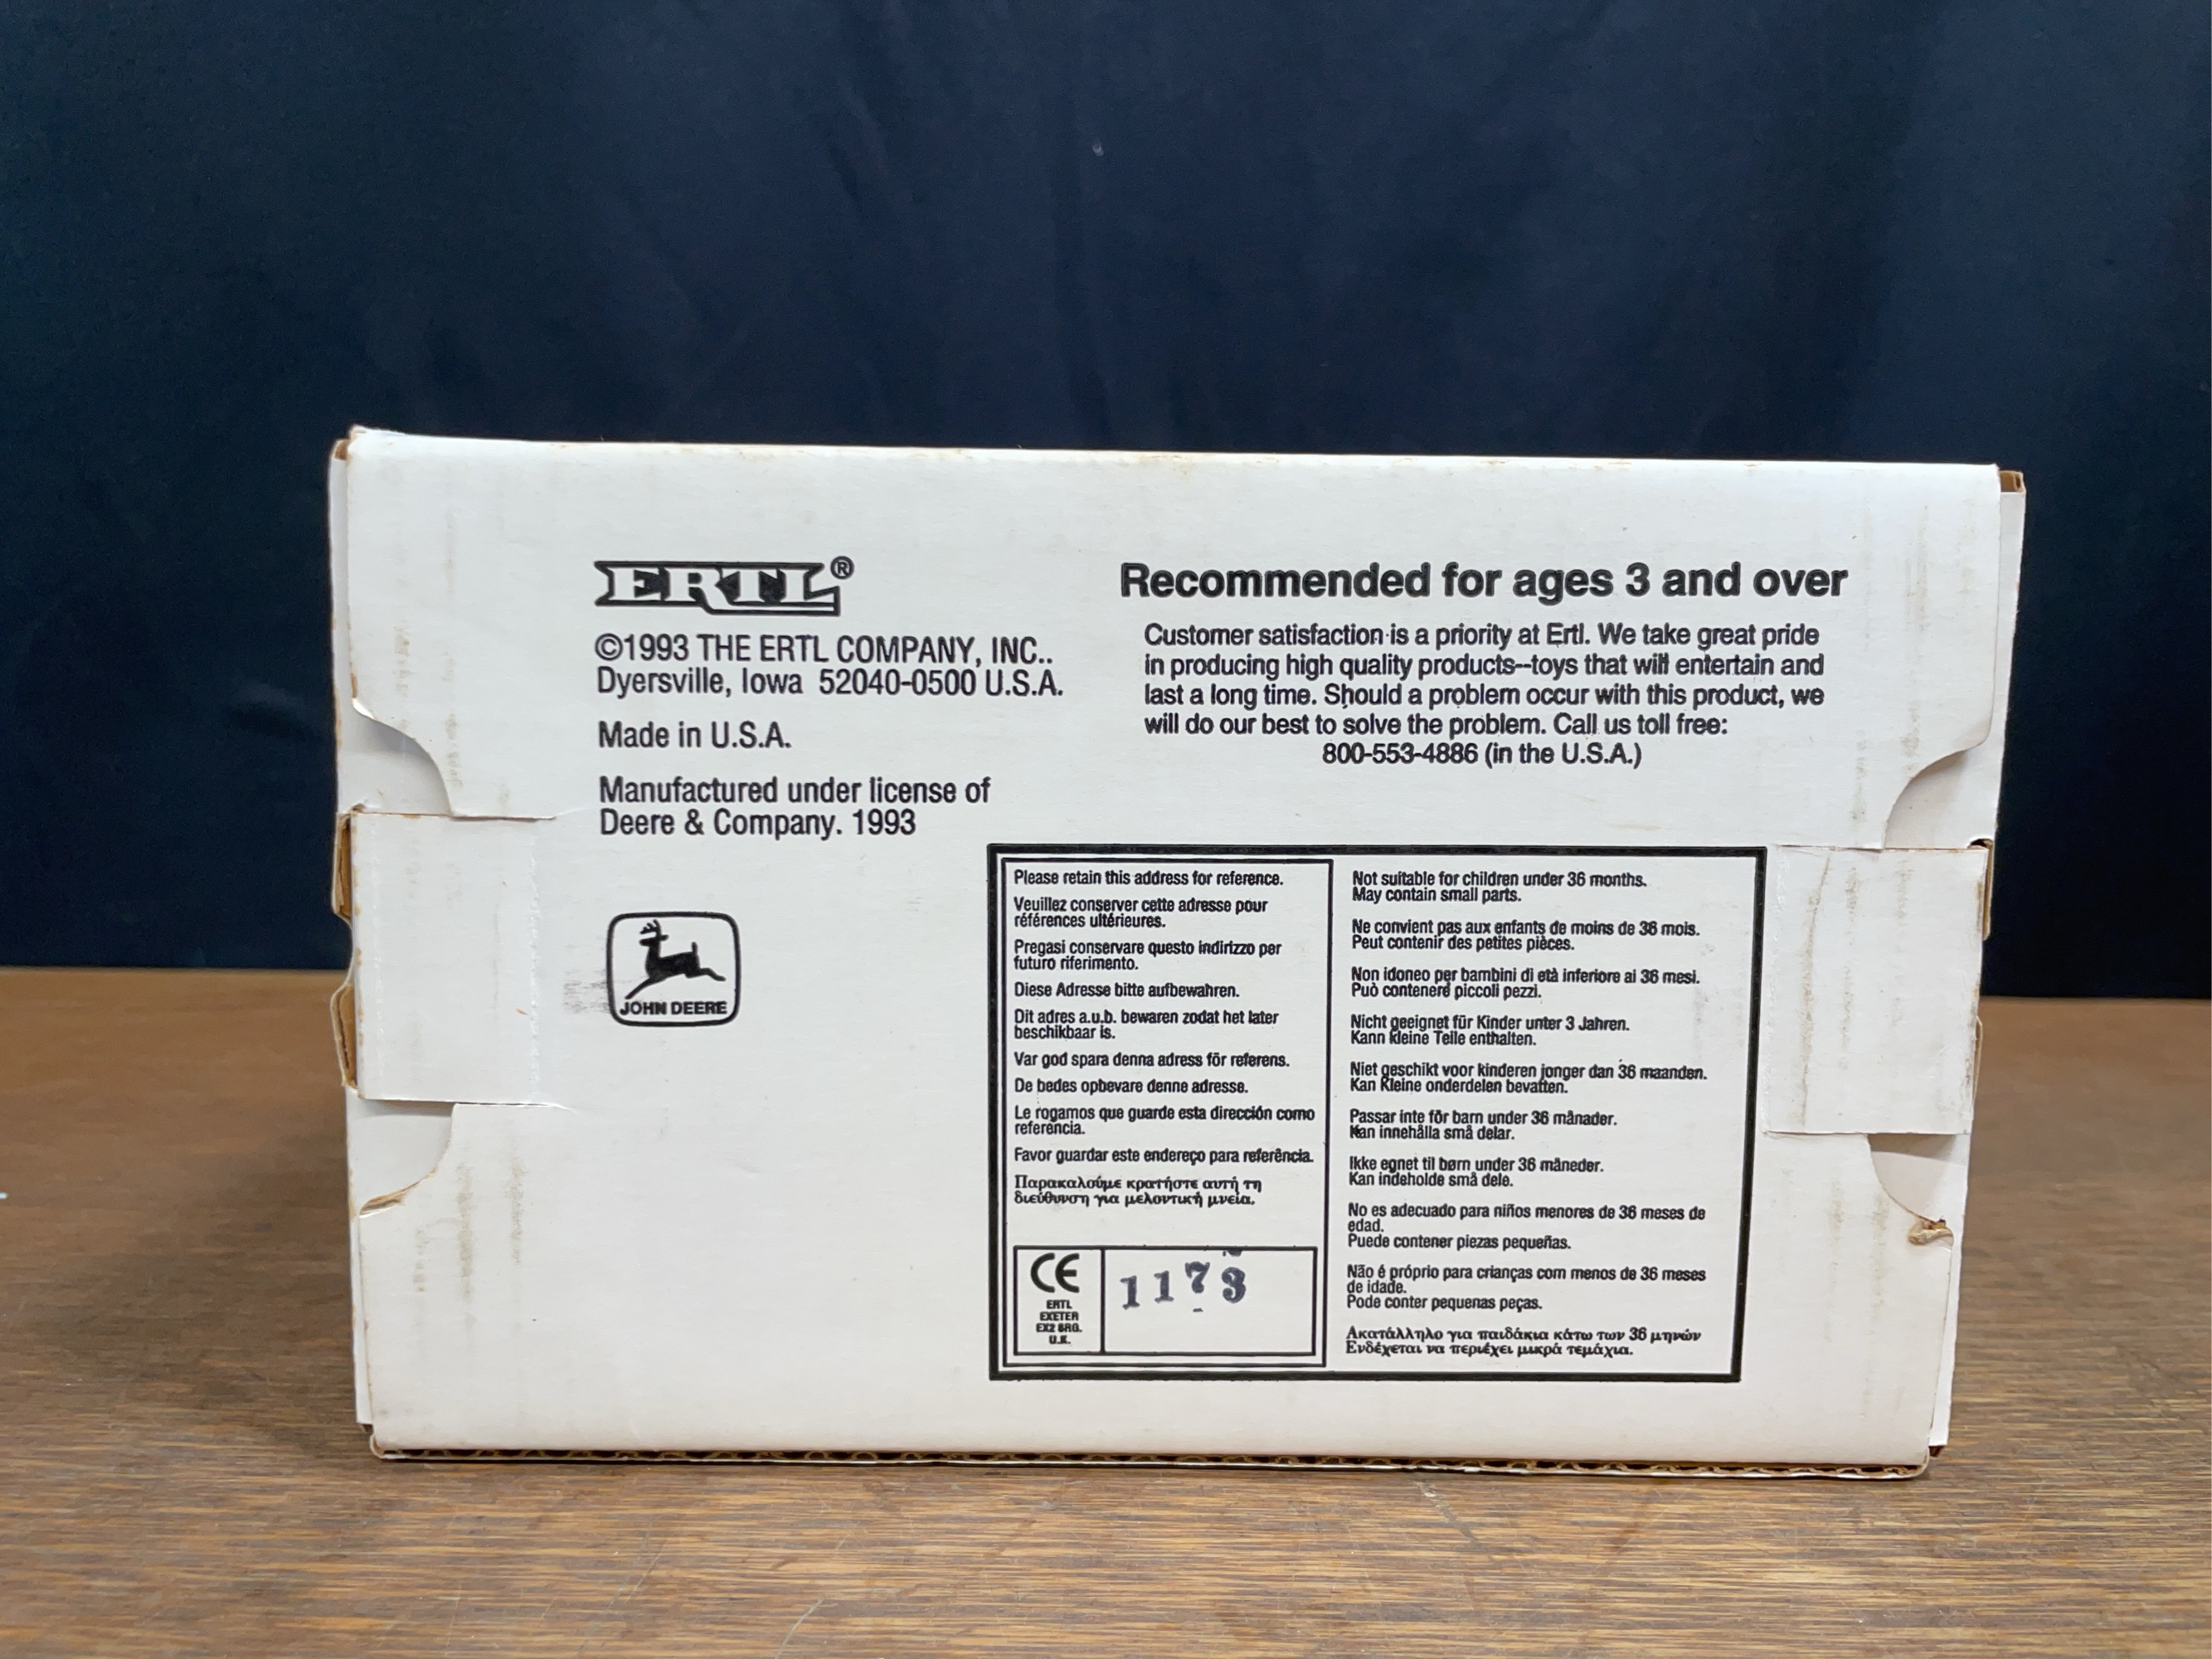 ERTL®
©1993 THE ERTL COMPANY, INC..
Dyersville, Iowa 52040-0500 U.S.A.
Made in U.S.A.
Manufactured under license of
Deere & Company. 1993
JOHN DEERE
Recommended for ages 3 and over
Customer satisfaction is a priority at Ertl. We take great pride
in producing high quality products--toys that will entertain and
last a long time. Should a problem occur with this product, we
will do our best to solve the problem. Call us toll free:
800-553-4886 (in the U.S.A.)
Please retain this address for reference.
Veuillez conserver cette adresse pour
références ultérieures.
Pregasi conservare questo indirizzo per
futuro riferimento.
Diese Adresse bitte aufbewahren.
Dit adres a.u.b. bewaren zodat het later
beschikbaar is.
Var god spara denna adress för referens.
De bedes opbevare denne adresse.
Le rogamos que guarde esta dirección como
referencia.
Favor guardar este endereço para referência.
Παρακαλούμε κρατήστε αυτή τη
διεύθυνση για μελοντική μνεία.
CE
ERTL
EXETER
EX2 8RQ.
U.K.
1173
Not suitable for children under 36 months.
May contain small parts.
Ne convient pas aux enfants de moins de 36 mois.
Peut contenir des petites pièces.
Non idoneo per bambini di età inferiore ai 36 mesi.
Può contenere piccoli pezzi.
Nicht geeignet für Kinder unter 3 Jahren.
Kann kleine Teile enthalten.
Niet geschikt voor kinderen jonger dan 36 maanden.
Kan Kleine onderdelen bevatten.
Passar inte för barn under 36 månader.
Kan innehålla små delar.
Ikke egnet til børn under 36 måneder.
Kan indeholde små dele.
No es adecuado para niños menores de 36 meses de
edad.
Puede contener piezas pequeñas.
Não é próprio para crianças com menos de 36 meses
de idade.
Pode conter pequenas peças.
Ακατάλληλο για παιδάκια κάτω των 36 μηνών
Ενδέχεται να περιέχει μικρά τεμάχια.